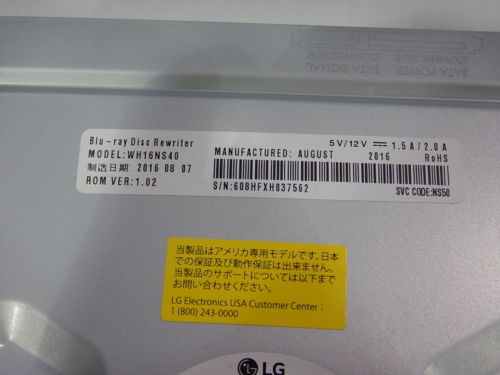 SATA SIGNAL
CONNECTOR
SATA POWER
CONNECTOR
Blu-ray Disc Rewriter
MODEL:WH16NS40
制造日期: 2016 08 07
ROM VER:1.02
5V/12V ⎓ 1.5A/2.0A
MANUFACTURED: AUGUST 2016 RoHS
S/N:608HFXH037562
SVC CODE:NS50
当製品はアメリカ専用モデルです。日本
での保証及び動作保証は出来ません。
当製品のサポートについては以下まで
お問い合わせください。
LG Electronics USA Customer Center :
1 (800) 243-0000
LG